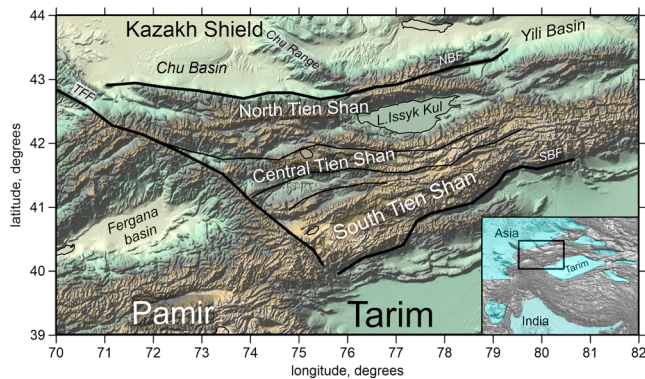 44
43
42
41
40
39
latitude, degrees
Kazakh Shield
Chu Range
Yili Basin
Chu Basin
NBF
TFF
North Tien Shan
L.Issyk Kul
Central Tien Shan
SBF
South Tien Shan
Fergana
basin
Asia
Tarim
India
Pamir
Tarim
70 71 72 73 74 75 76 77 78 79 80 81 82
longitude, degrees